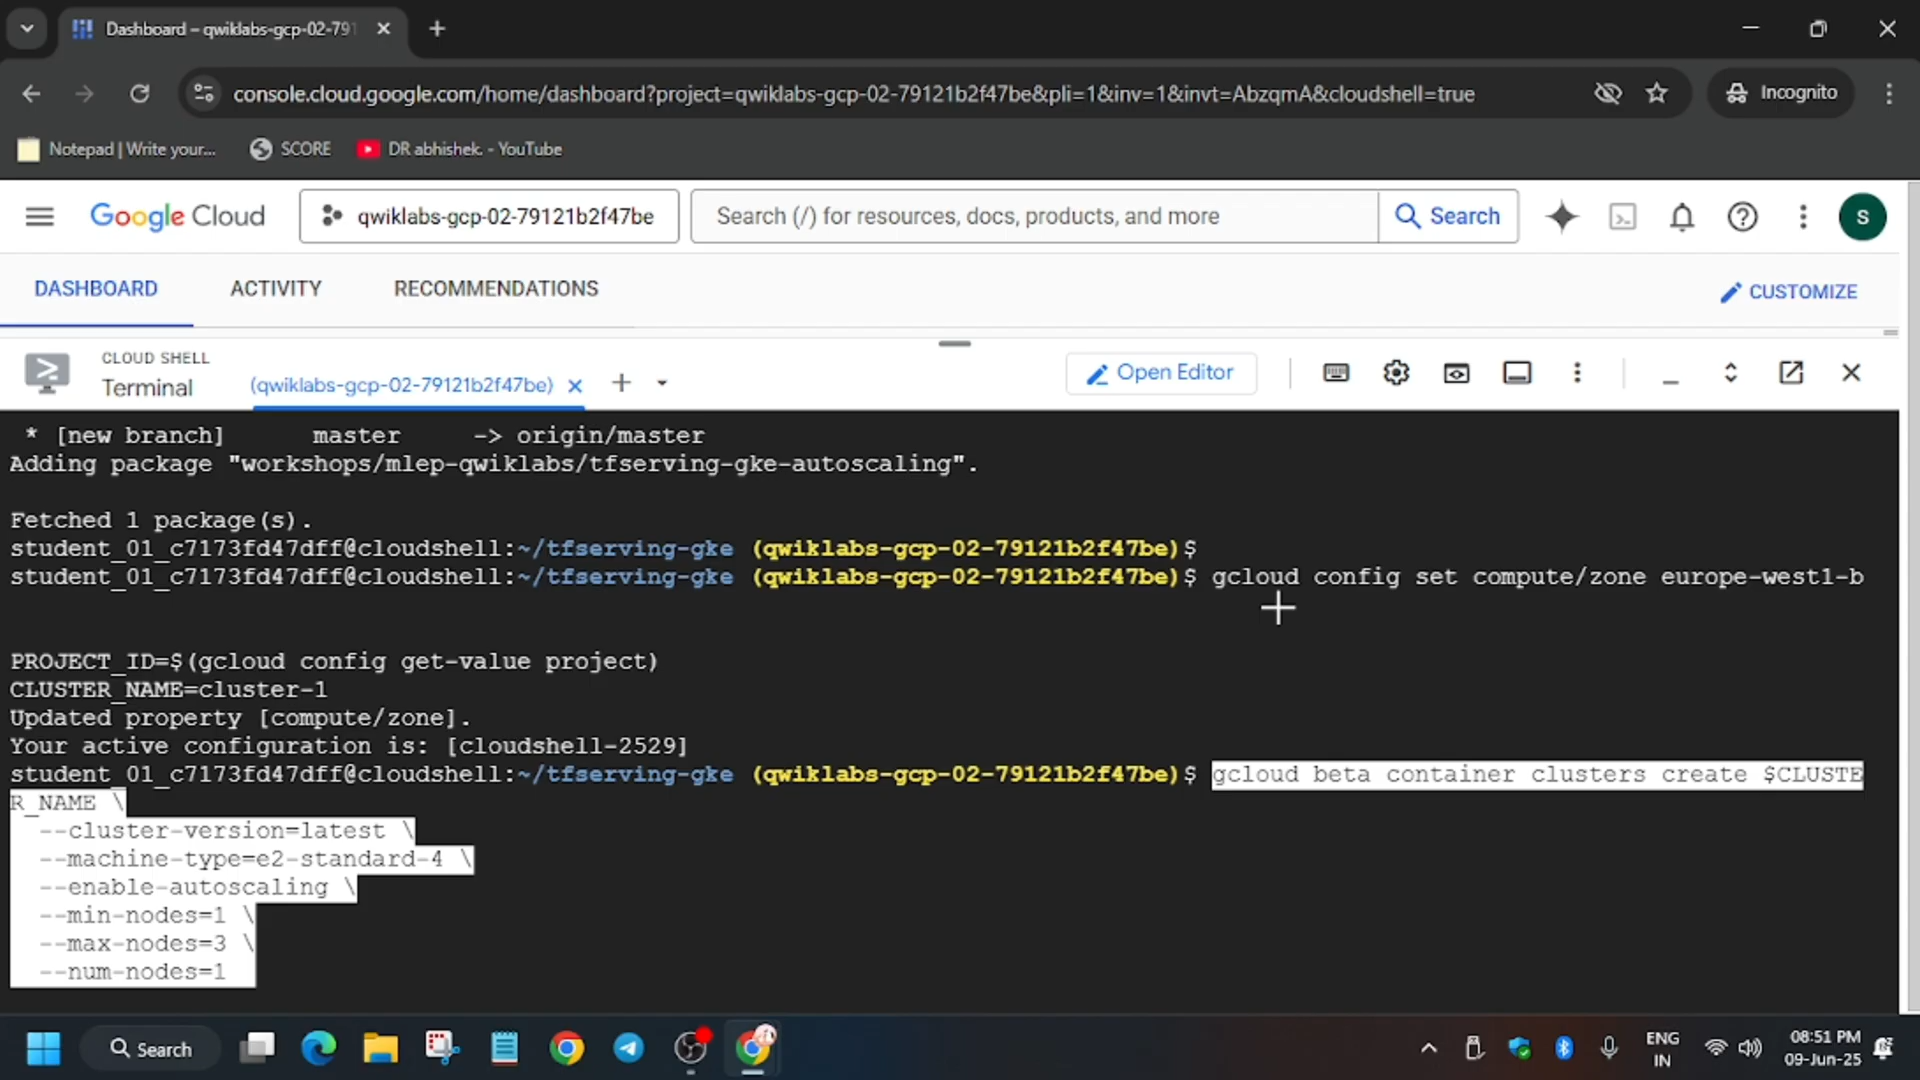 Dashboard – qwiklabs-gcp-02-791
console.cloud.google.com/home/dashboard?project=qwiklabs-gcp-02-79121b2f47be&pli=1&inv=1&invt=AbzqmA&cloudshell=true
Incognito
Notepad | Write your...
SCORE
DR abhishek. - YouTube
Google Cloud
qwiklabs-gcp-02-79121b2f47be
Search (/) for resources, docs, products, and more
Search
S
DASHBOARD
ACTIVITY
RECOMMENDATIONS
CUSTOMIZE
CLOUD SHELL
Terminal
(qwiklabs-gcp-02-79121b2f47be)
Open Editor
* [new branch]      master     -> origin/master
Adding package "workshops/mlep-qwiklabs/tfserving-gke-autoscaling".
Fetched 1 package(s).
student_01_c7173fd47dff@cloudshell:~/tfserving-gke (qwiklabs-gcp-02-79121b2f47be)$
student_01_c7173fd47dff@cloudshell:~/tfserving-gke (qwiklabs-gcp-02-79121b2f47be)$ gcloud config set compute/zone europe-west1-b
PROJECT_ID=$(gcloud config get-value project)
CLUSTER_NAME=cluster-1
Updated property [compute/zone].
Your active configuration is: [cloudshell-2529]
student_01_c7173fd47dff@cloudshell:~/tfserving-gke (qwiklabs-gcp-02-79121b2f47be)$ gcloud beta container clusters create $CLUSTE
R_NAME \
--cluster-version=latest \
--machine-type=e2-standard-4 \
--enable-autoscaling \
--min-nodes=1 \
--max-nodes=3 \
--num-nodes=1
Search
ENG
IN
08:51 PM
09-Jun-25